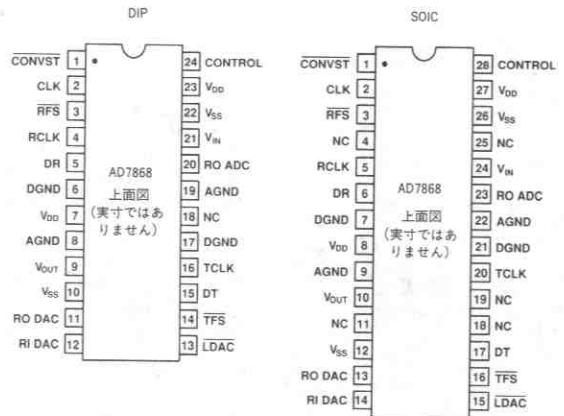 DIP
CONVST 1
CLK 2
RFS 3
RCLK 4
DR 5
DGND 6
VDD 7
AGND 8
VOUT 9
VSS 10
RO DAC 11
RI DAC 12
AD7868
上面図
(実寸ではあ
りません)
24 CONTROL
23 VDD
22 VSS
21 VIN
20 RO ADC
19 AGND
18 NC
17 DGND
16 TCLK
15 DT
14 TFS
13 LDAC
SOIC
CONVST 1
CLK 2
RFS 3
NC 4
RCLK 5
DR 6
DGND 7
VDD 8
AGND 9
VOUT 10
NC 11
VSS 12
RO DAC 13
RI DAC 14
AD7868
上面図
(実寸ではあ
りません)
28 CONTROL
27 VDD
26 VSS
25 NC
24 VIN
23 RO ADC
22 AGND
21 DGND
20 TCLK
19 NC
18 NC
17 DT
16 TFS
15 LDAC